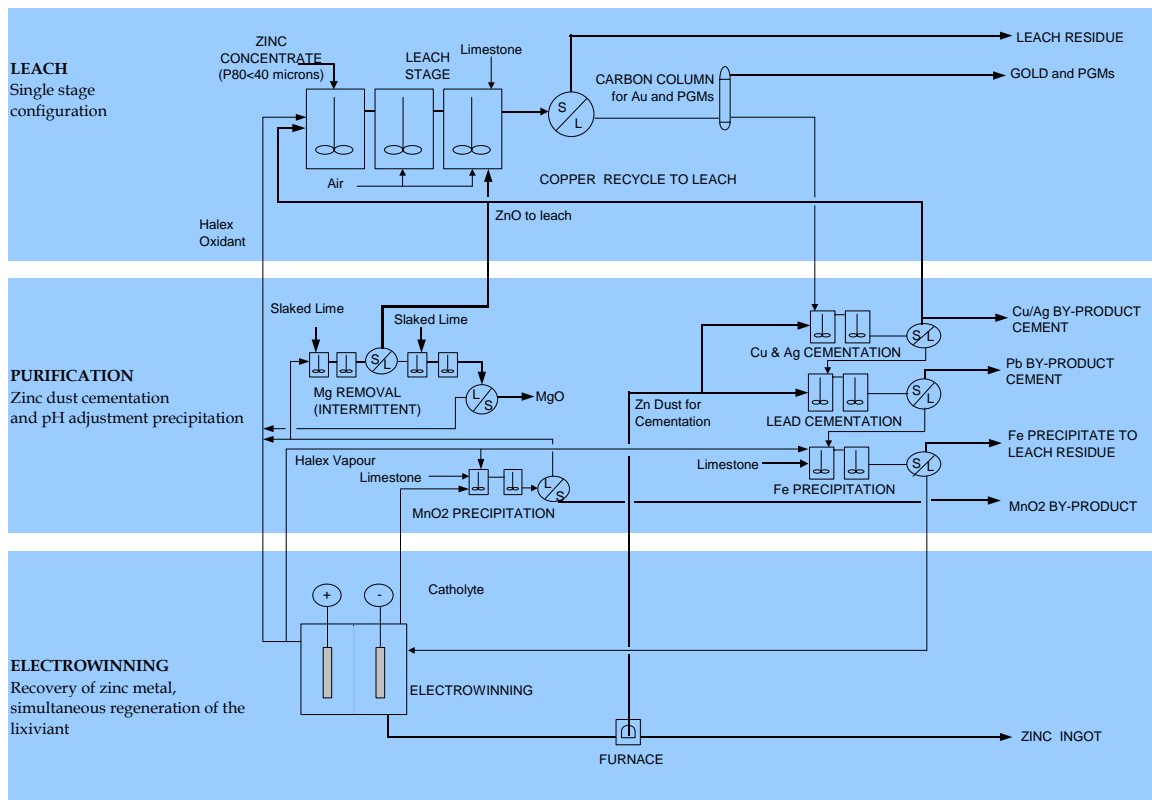 LEACH
Single stage
configuration
ZINC
CONCENTRATE
(P80<40 microns)
LEACH
STAGE
Limestone
Air
S
L
CARBON COLUMN
for Au and PGMs
LEACH RESIDUE
GOLD and PGMs
COPPER RECYCLE TO LEACH
ZnO to leach
Halex
Oxidant
PURIFICATION
Zinc dust cementation
and pH adjustment precipitation
Slaked Lime
Slaked Lime
S
L
Mg REMOVAL
(INTERMITTENT)
L
S
MgO
Halex Vapour
Limestone
L
S
MnO2 PRECIPITATION
Zn Dust for
Cementation
S
L
Cu & Ag CEMENTATION
Cu/Ag BY-PRODUCT
CEMENT
S
L
LEAD CEMENTATION
Pb BY-PRODUCT
CEMENT
Limestone
S
L
Fe PRECIPITATION
Fe PRECIPITATE TO
LEACH RESIDUE
MnO2 BY-PRODUCT
ELECTROWINNING
Recovery of zinc metal,
simultaneous regeneration of the
lixiviant
+
-
Catholyte
ELECTROWINNING
FURNACE
ZINC INGOT